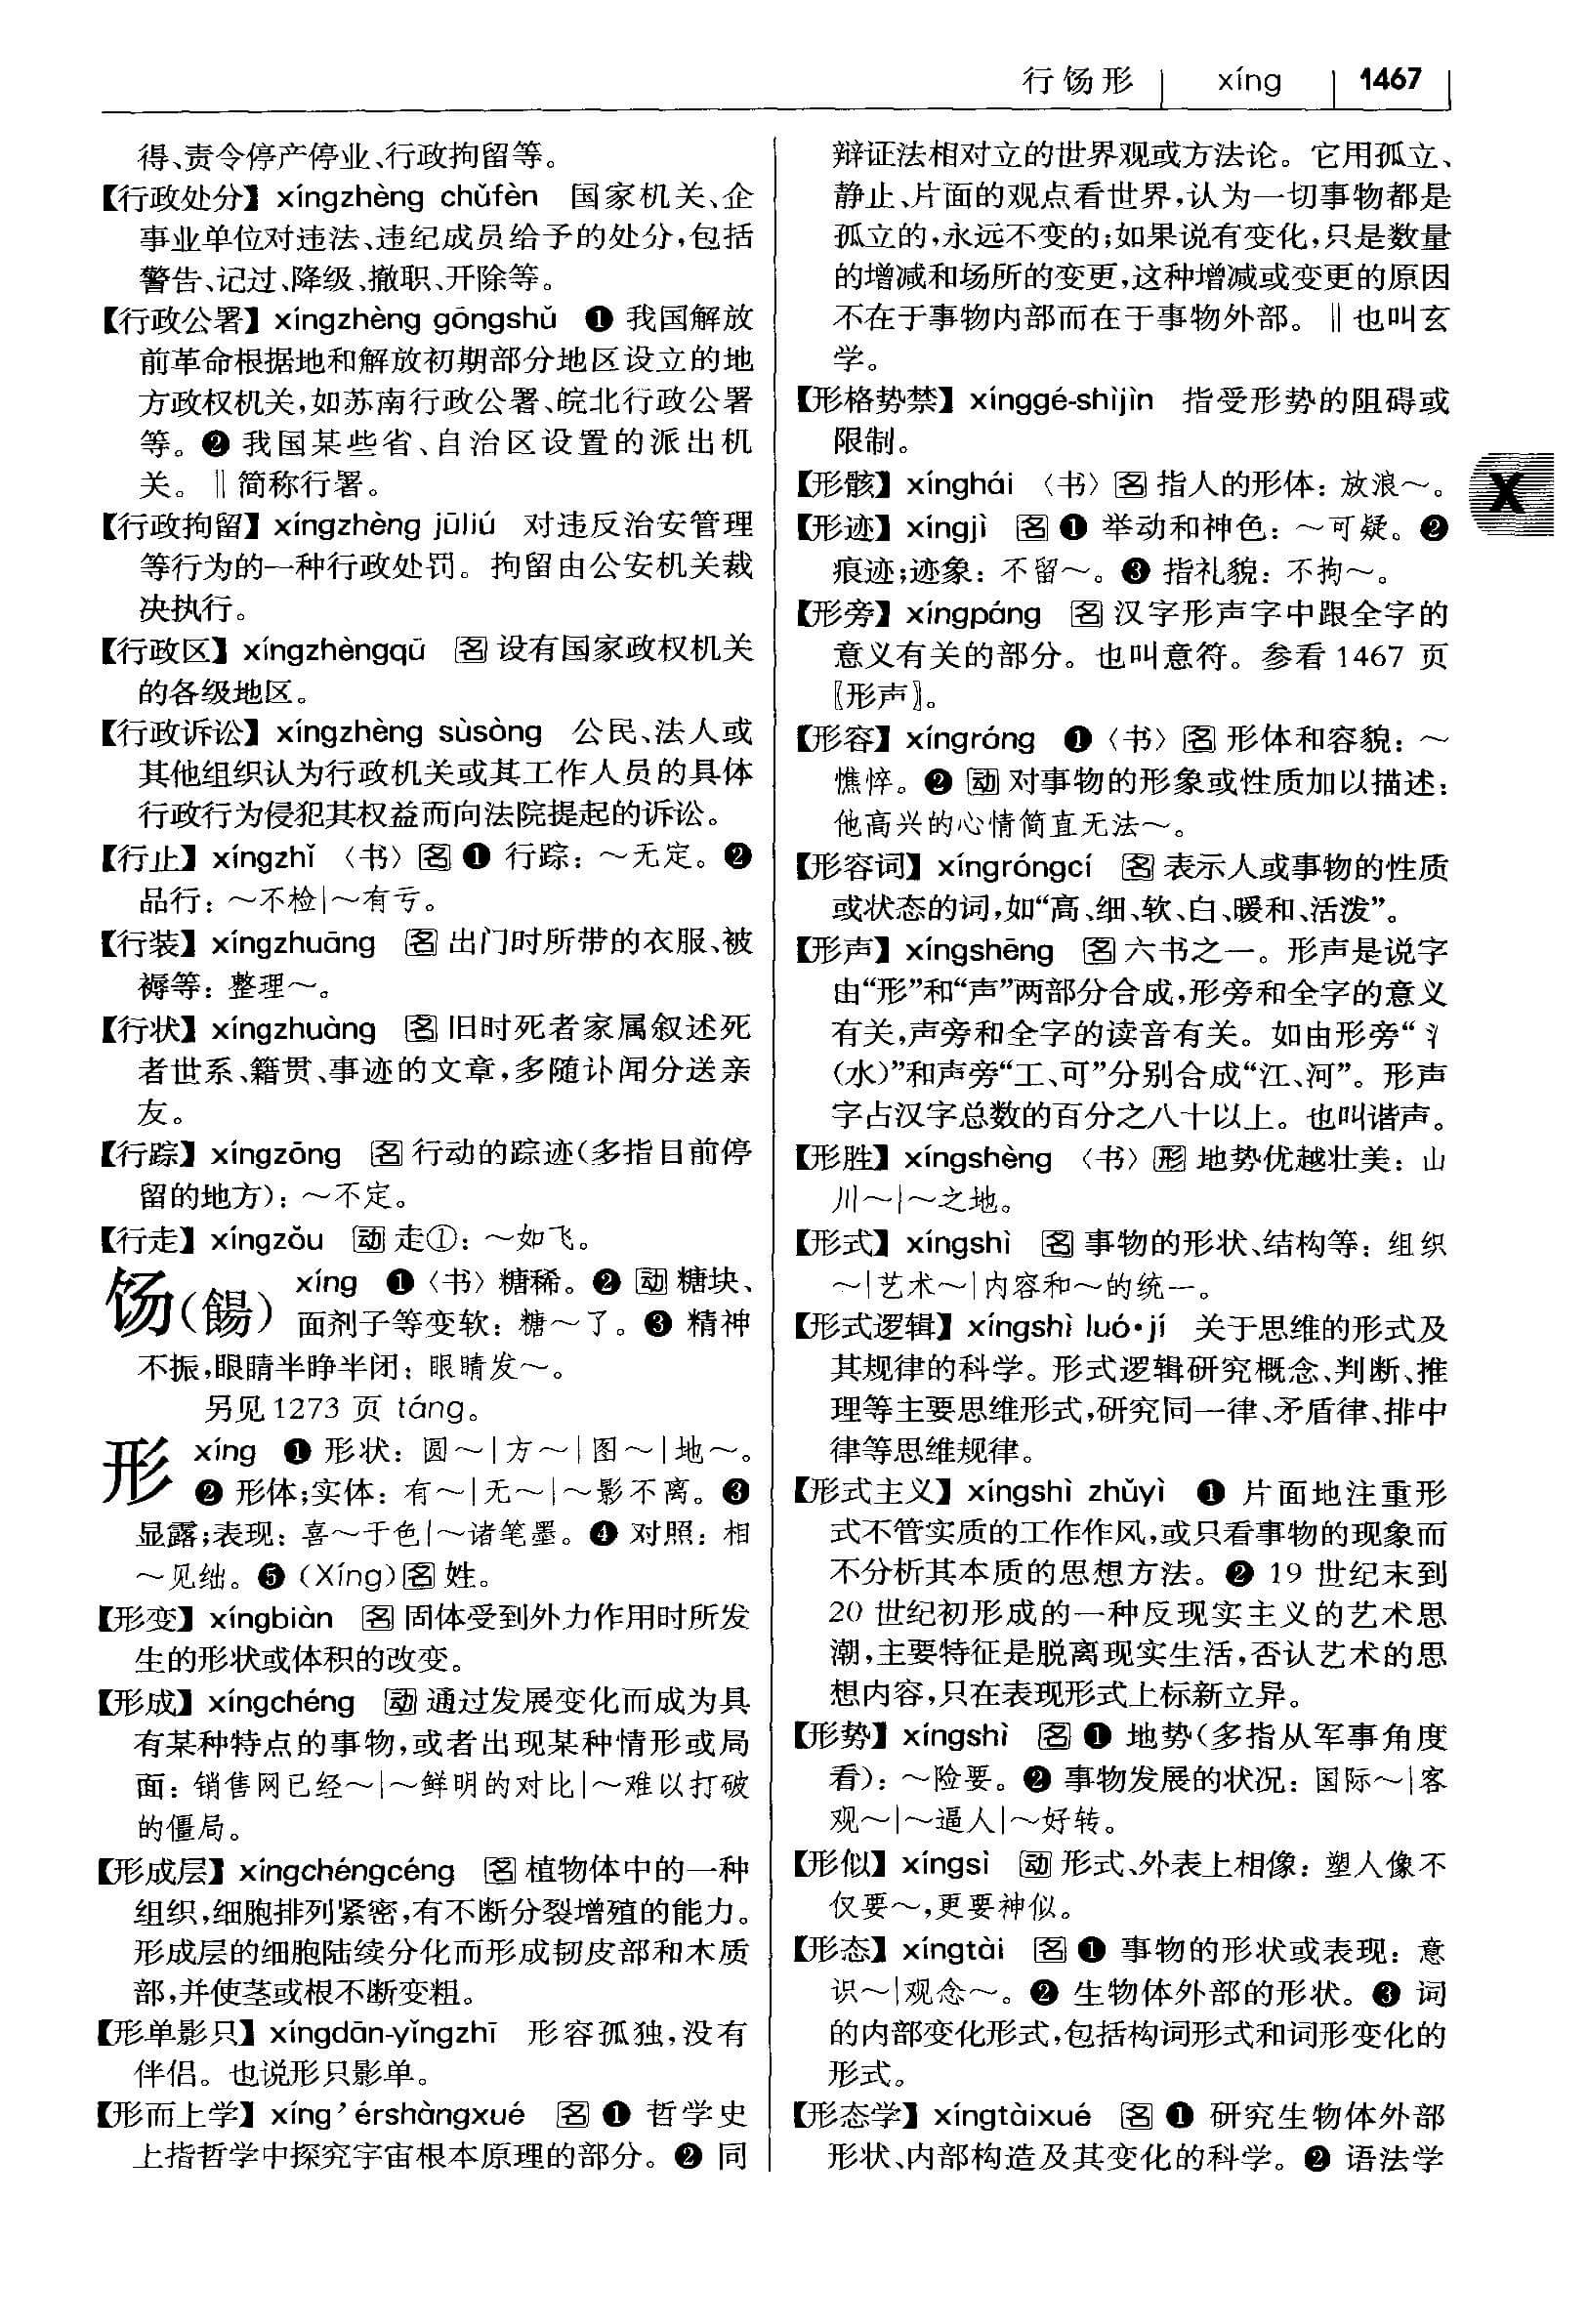 行饧形 xíng 1467
得、责令停产停业、行政拘留等。
【行政处分】 xíngzhèng chǔfèn 国家机关、企
事业单位对违法、违纪成员给予的处分,包括
警告、记过、降级、撤职、开除等。
【行政公署】 xíngzhèng gōngshǔ ❶ 我国解放
前革命根据地和解放初期部分地区设立的地
方政权机关,如苏南行政公署、皖北行政公署
等。❷ 我国某些省、自治区设置的派出机
关。‖简称行署。
【行政拘留】 xíngzhèng jūliú 对违反治安管理
等行为的一种行政处罚。拘留由公安机关裁
决执行。
【行政区】 xíngzhèngqū 名 设有国家政权机关
的各级地区。
【行政诉讼】 xíngzhèng sùsòng 公民、法人或
其他组织认为行政机关或其工作人员的具体
行政行为侵犯其权益而向法院提起的诉讼。
【行止】 xíngzhǐ 〈书〉名 ❶ 行踪:～无定。❷
品行:～不检|～有亏。
【行装】 xíngzhuāng 名 出门时所带的衣服、被
褥等:整理～。
【行状】 xíngzhuàng 名 旧时死者家属叙述死
者世系、籍贯、事迹的文章,多随讣闻分送亲
友。
【行踪】 xíngzōng 名 行动的踪迹(多指目前停
留的地方):～不定。
【行走】 xíngzǒu 动 走①:～如飞。
饧(餳) xíng ❶〈书〉糖稀。❷ 动 糖块、
面剂子等变软:糖～了。❸ 精神
不振,眼睛半睁半闭:眼睛发～。
另见1273 页 táng。
形 xíng ❶ 形状:圆～|方～|图～|地～。
❷ 形体;实体:有～|无～|～影不离。❸
显露;表现:喜～于色|～诸笔墨。❹ 对照:相
～见绌。❺ (Xíng)名 姓。
【形变】 xíngbiàn 名 固体受到外力作用时所发
生的形状或体积的改变。
【形成】 xíngchéng 动 通过发展变化而成为具
有某种特点的事物,或者出现某种情形或局
面:销售网已经～|～鲜明的对比|～难以打破
的僵局。
【形成层】 xíngchéngcéng 名 植物体中的一种
组织,细胞排列紧密,有不断分裂增殖的能力。
形成层的细胞陆续分化而形成韧皮部和木质
部,并使茎或根不断变粗。
【形单影只】 xíngdān-yǐngzhī 形容孤独,没有
伴侣。也说形只影单。
【形而上学】 xíng’érshàngxué 名 ❶ 哲学史
上指哲学中探究宇宙根本原理的部分。❷ 同
辩证法相对立的世界观或方法论。它用孤立、
静止、片面的观点看世界,认为一切事物都是
孤立的,永远不变的;如果说有变化,只是数量
的增减和场所的变更,这种增减或变更的原因
不在于事物内部而在于事物外部。‖也叫玄
学。
【形格势禁】 xínggé-shìjìn 指受形势的阻碍或
限制。
【形骸】 xínghái 〈书〉名 指人的形体:放浪～。
X
【形迹】 xíngjì 名 ❶ 举动和神色:～可疑。❷
痕迹;迹象:不留～。❸ 指礼貌:不拘～。
【形旁】 xíngpáng 名 汉字形声字中跟全字的
意义有关的部分。也叫意符。参看1467 页
〖形声〗。
【形容】 xíngróng ❶〈书〉名 形体和容貌:～
憔悴。❷ 动 对事物的形象或性质加以描述:
他高兴的心情简直无法～。
【形容词】 xíngróngcí 名 表示人或事物的性质
或状态的词,如“高、细、软、白、暖和、活泼”。
【形声】 xíngshēng 名 六书之一。形声是说字
由“形”和“声”两部分合成,形旁和全字的意义
有关,声旁和全字的读音有关。如由形旁“氵
(水)”和声旁“工、可”分别合成“江、河”。形声
字占汉字总数的百分之八十以上。也叫谐声。
【形胜】 xíngshèng 〈书〉形 地势优越壮美:山
川～|～之地。
【形式】 xíngshì 名 事物的形状、结构等:组织
～|艺术～|内容和～的统一。
【形式逻辑】 xíngshì luó•jí 关于思维的形式及
其规律的科学。形式逻辑研究概念、判断、推
理等主要思维形式,研究同一律、矛盾律、排中
律等思维规律。
【形式主义】 xíngshì zhǔyì ❶ 片面地注重形
式不管实质的工作作风,或只看事物的现象而
不分析其本质的思想方法。❷ 19 世纪末到
20 世纪初形成的一种反现实主义的艺术思
潮,主要特征是脱离现实生活,否认艺术的思
想内容,只在表现形式上标新立异。
【形势】 xíngshì 名 ❶ 地势(多指从军事角度
看):～险要。❷ 事物发展的状况:国际～|客
观～|～逼人|～好转。
【形似】 xíngsì 动 形式、外表上相像:塑人像不
仅要～,更要神似。
【形态】 xíngtài 名 ❶ 事物的形状或表现:意
识～|观念～。❷ 生物体外部的形状。❸ 词
的内部变化形式,包括构词形式和词形变化的
形式。
【形态学】 xíngtàixué 名 ❶ 研究生物体外部
形状、内部构造及其变化的科学。❷ 语法学